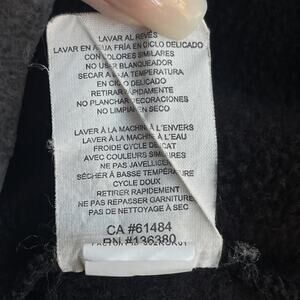 LAVAR AL REVÉS
LAVAR EN AGUA FRÍA EN CICLO DELICADO
CON COLORES SIMILARES
NO USAR BLANQUEADOR
SECAR A BAJA TEMPERATURA
EN CICLO DELICADO
RETIRAR RÁPIDAMENTE
NO PLANCHAR DECORACIONES
NO LIMPIAR EN SECO
LAVER À LA MACHINE À L'ENVERS
LAVER À LA MACHINE À L'EAU
FROIDE CYCLE DÉLICAT
AVEC COULEURS SIMILAIRES
NE PAS JAVELLISER
SÉCHER À BASSE TEMPÉRATURE
CYCLE DOUX
RETIRER RAPIDEMENT
NE PAS REPASSER GARNITURE
PAS DE NETTOYAGE À SEC
CA #61484
RN #136380